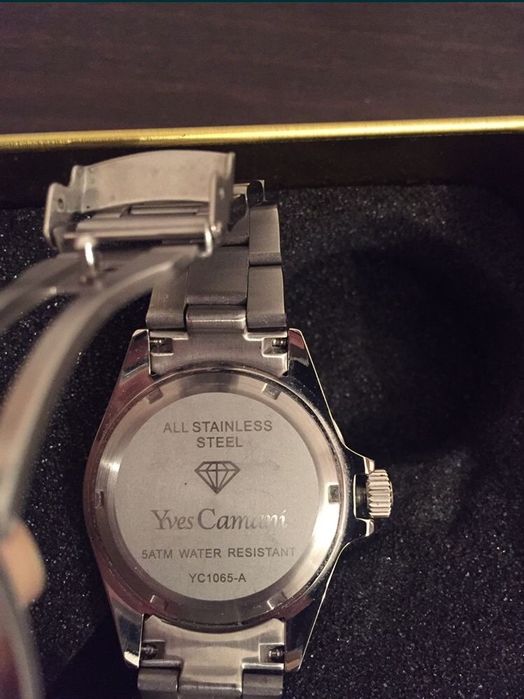 ALL STAINLESS
STEEL
Yves Camani
5ATM WATER RESISTANT
YC1065-A